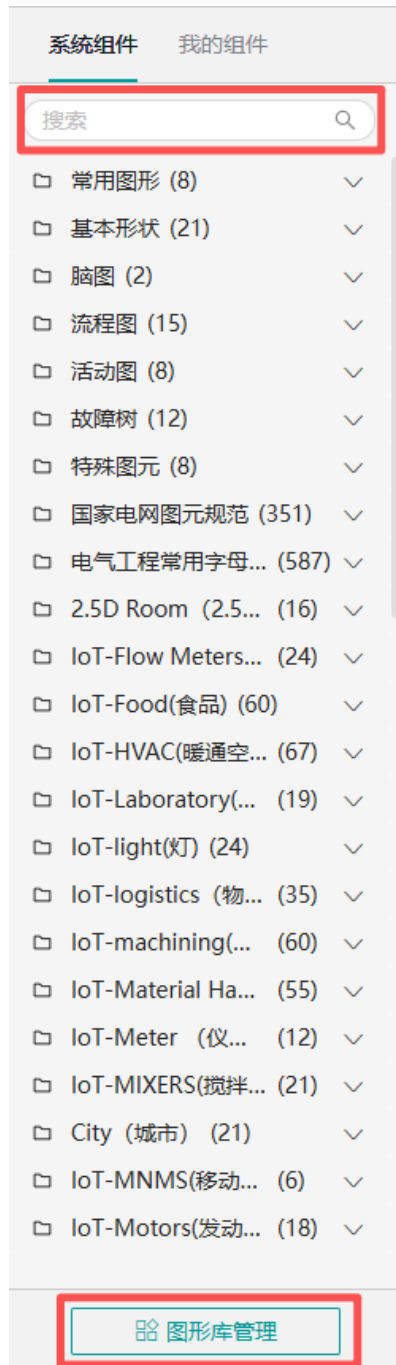 系统组件 我的组件
搜索
常用图形 (8)
基本形状 (21)
脑图 (2)
流程图 (15)
活动图 (8)
故障树 (12)
特殊图元 (8)
国家电网图元规范 (351)
电气工程常用字母... (587)
2.5D Room（2.5... (16)
IoT-Flow Meters... (24)
IoT-Food(食品) (60)
IoT-HVAC(暖通空... (67)
IoT-Laboratory(... (19)
IoT-light(灯) (24)
IoT-logistics（物... (35)
IoT-machining(... (60)
IoT-Material Ha... (55)
IoT-Meter （仪... (12)
IoT-MIXERS(搅拌... (21)
City（城市） (21)
IoT-MNMS(移动... (6)
IoT-Motors(发动... (18)
图形库管理